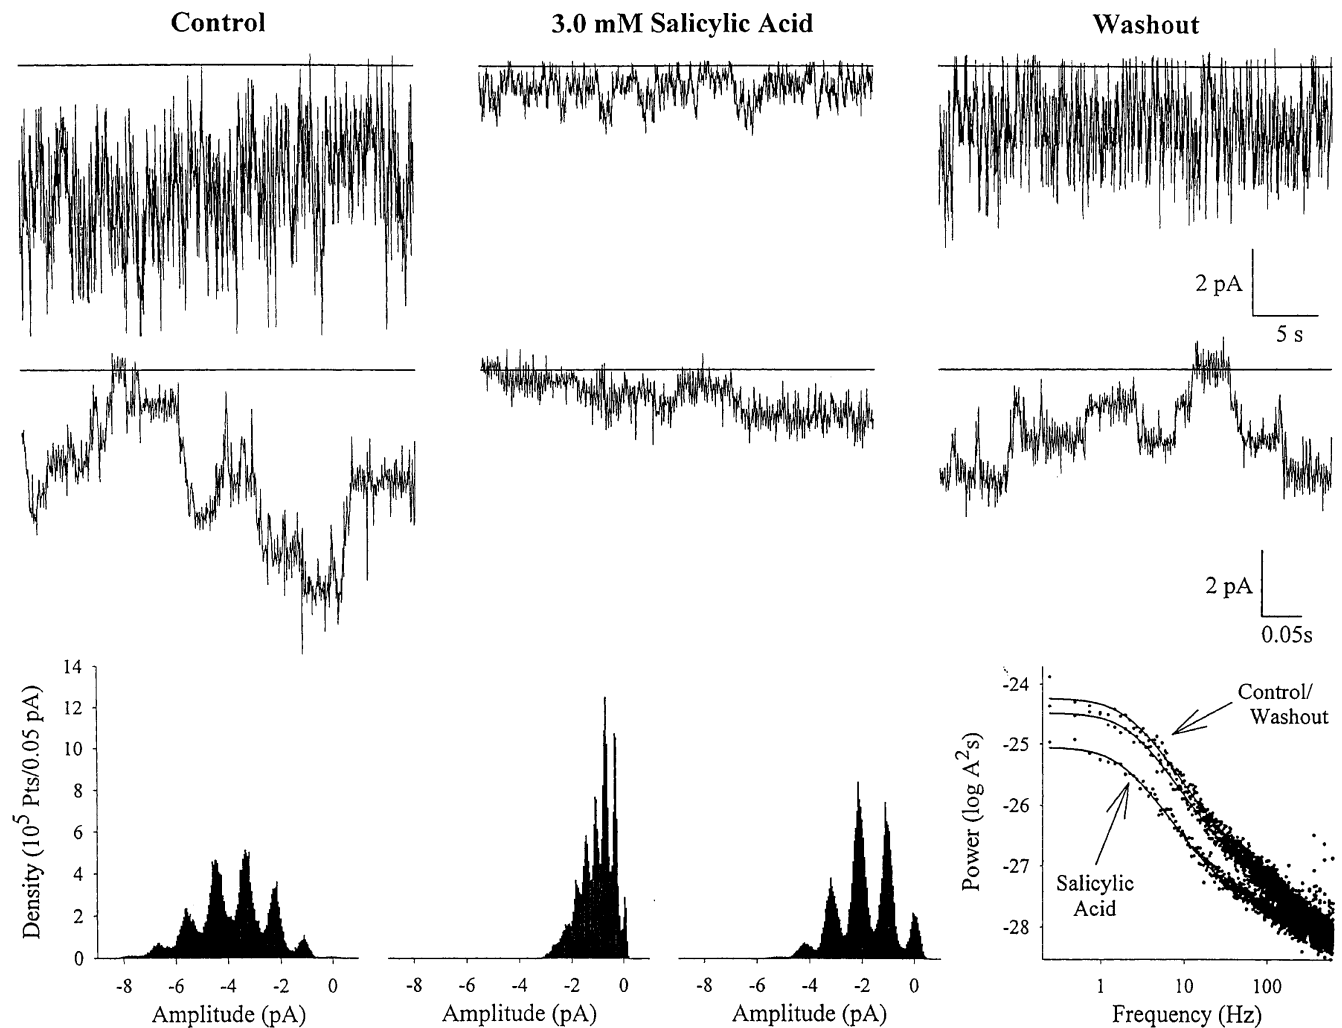 Control
3.0 mM Salicylic Acid
Washout
2 pA
5 s
2 pA
0.05s
Density (10^5 Pts/0.05 pA)
14
12
10
8
6
4
2
0
-8 -6 -4 -2 0
Amplitude (pA)
-8 -6 -4 -2 0
Amplitude (pA)
-8 -6 -4 -2 0
Amplitude (pA)
Power (log A^2s)
-24
-25
-26
-27
-28
Control/
Washout
Salicylic
Acid
1 10 100
Frequency (Hz)